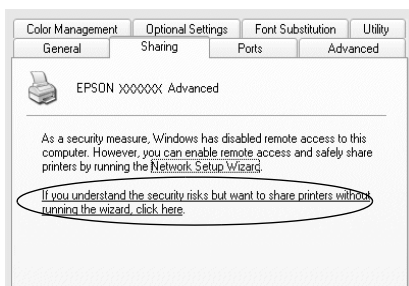 Color Management Optional Settings Font Substitution Utility
General Sharing Ports Advanced
EPSON XXXXXX Advanced
As a security measure, Windows has disabled remote access to this
computer. However, you can enable remote access and safely share
printers by running the Network Setup Wizard.
If you understand the security risks but want to share printers without
running the wizard, click here.